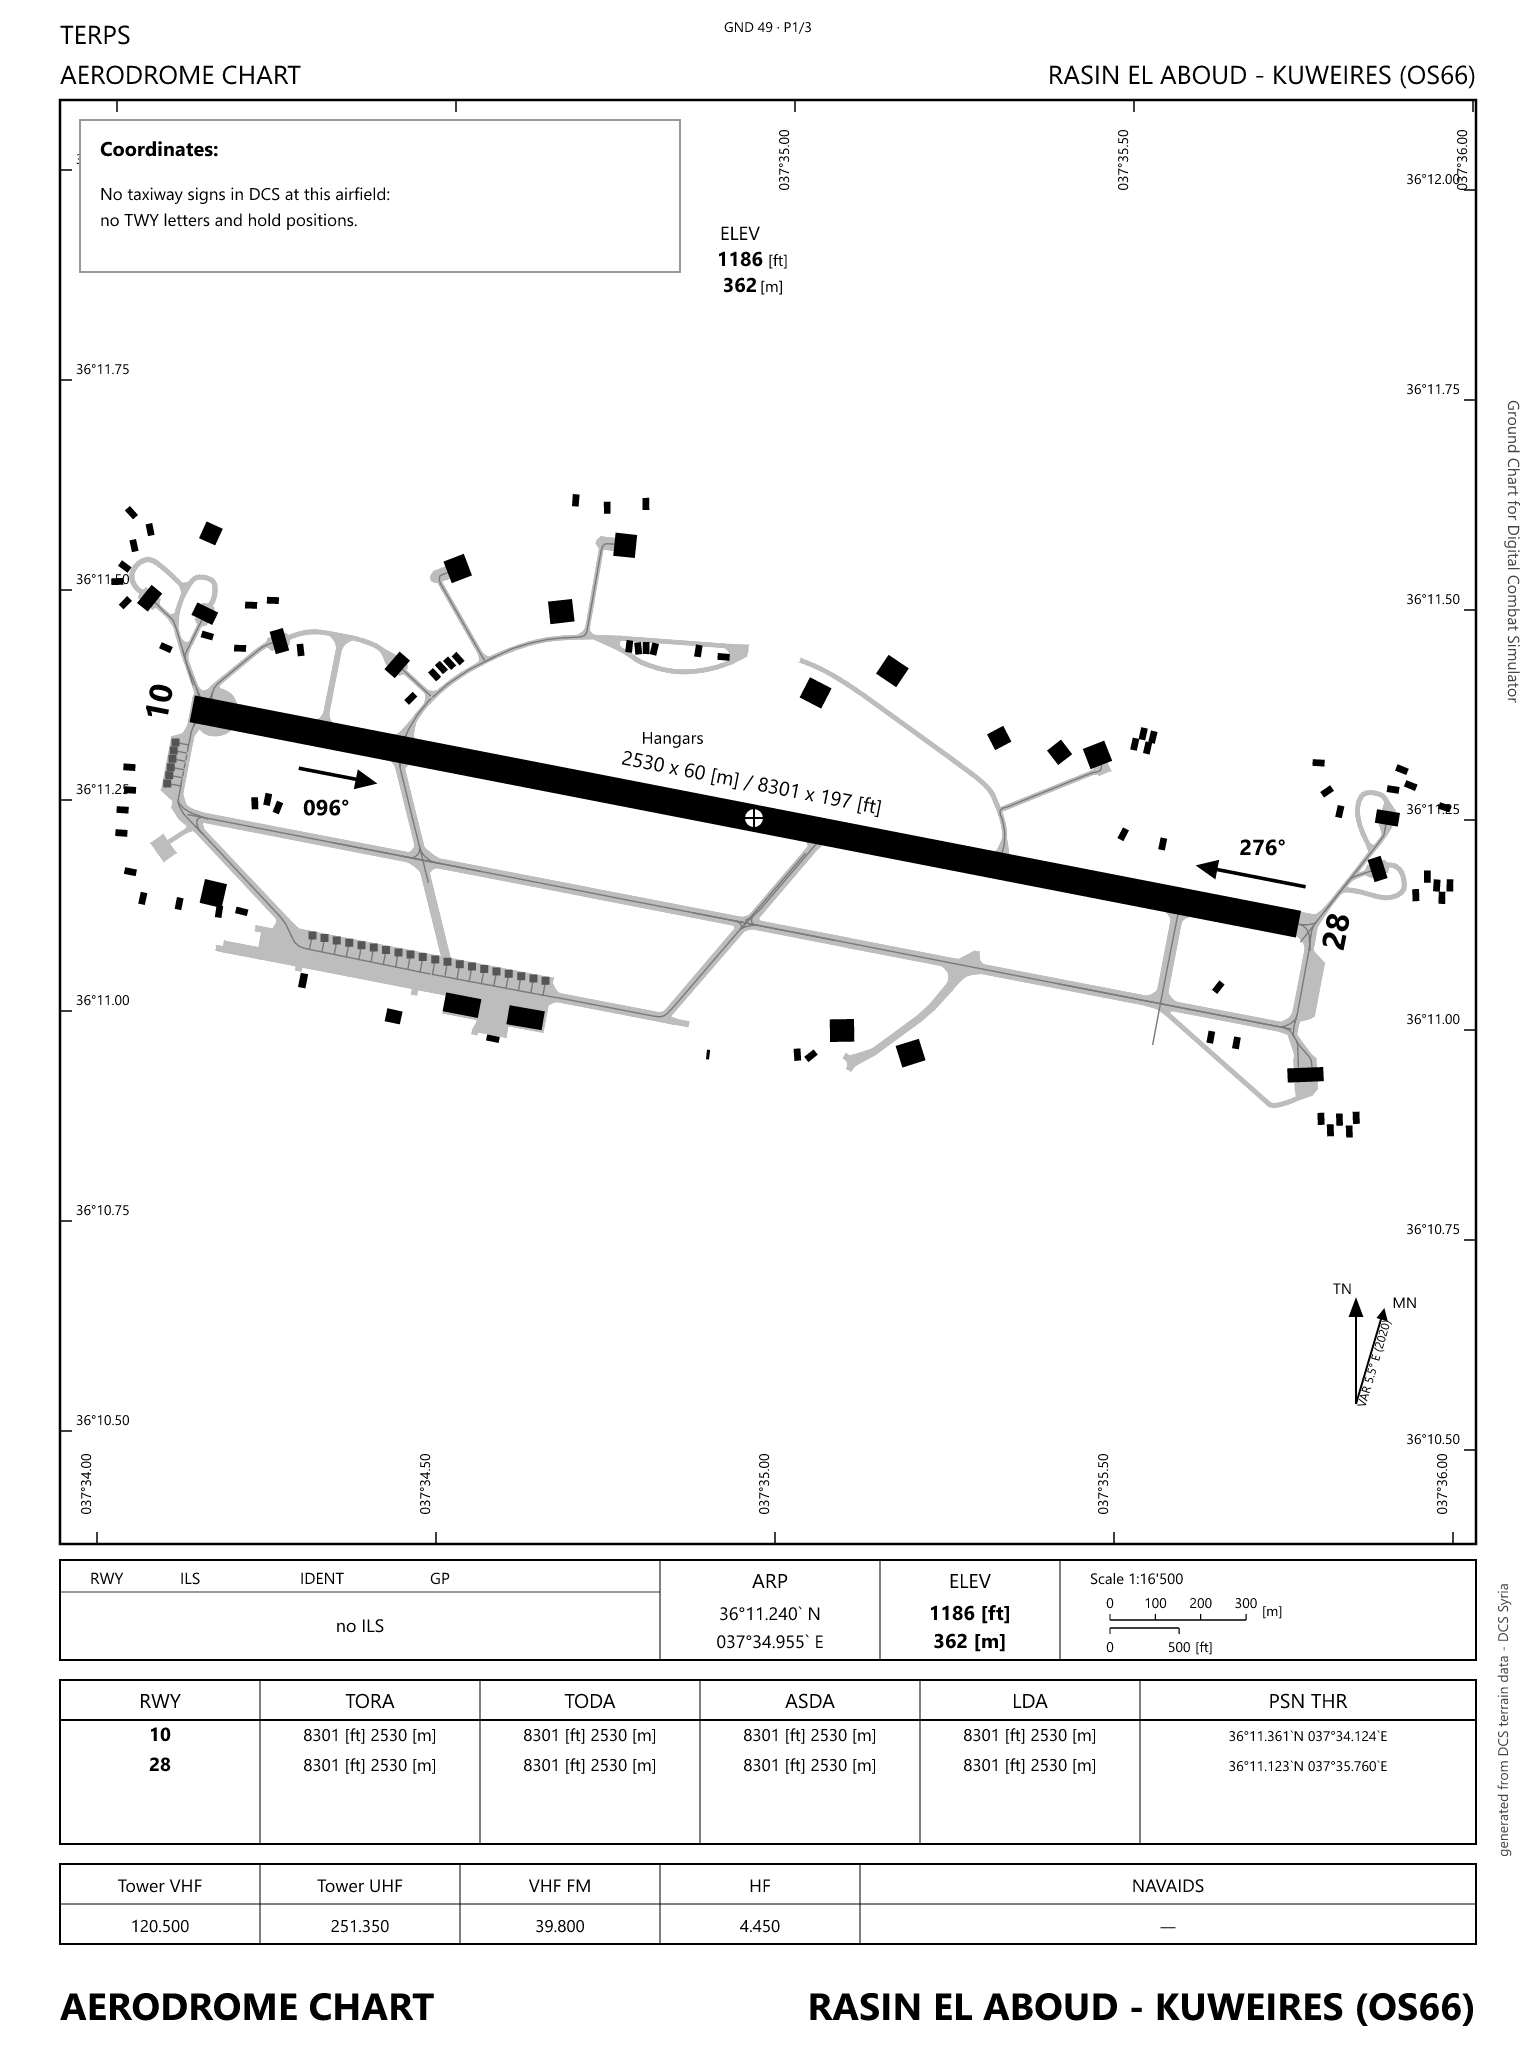 TERPS
GND 49 · P1/3
AERODROME CHART
RASIN EL ABOUD - KUWEIRES (OS66)
Coordinates:
No taxiway signs in DCS at this airfield:
no TWY letters and hold positions.
037°35.00
037°35.50
037°36.00
36°12.00
ELEV
1186 [ft]
362 [m]
36°11.75
36°11.75
Ground Chart for Digital Combat Simulator
36°11.50
36°11.50
10
Hangars
2530 x 60 [m] / 8301 x 197 [ft]
36°11.25
096°
36°11.25
276°
28
36°11.00
36°11.00
36°10.75
36°10.75
TN
MN
VAR 5.5° E (2020)
36°10.50
36°10.50
037°34.00
037°34.50
037°35.00
037°35.50
037°36.00
RWY ILS IDENT GP
no ILS
ARP
36°11.240` N
037°34.955` E
ELEV
1186 [ft]
362 [m]
Scale 1:16'500
0 100 200 300 [m]
0 500 [ft]
generated from DCS terrain data - DCS Syria
RWY TORA TODA ASDA LDA PSN THR
10 8301 [ft] 2530 [m] 8301 [ft] 2530 [m] 8301 [ft] 2530 [m] 8301 [ft] 2530 [m] 36°11.361`N 037°34.124`E
28 8301 [ft] 2530 [m] 8301 [ft] 2530 [m] 8301 [ft] 2530 [m] 8301 [ft] 2530 [m] 36°11.123`N 037°35.760`E
Tower VHF Tower UHF VHF FM HF NAVAIDS
120.500 251.350 39.800 4.450 —
AERODROME CHART
RASIN EL ABOUD - KUWEIRES (OS66)